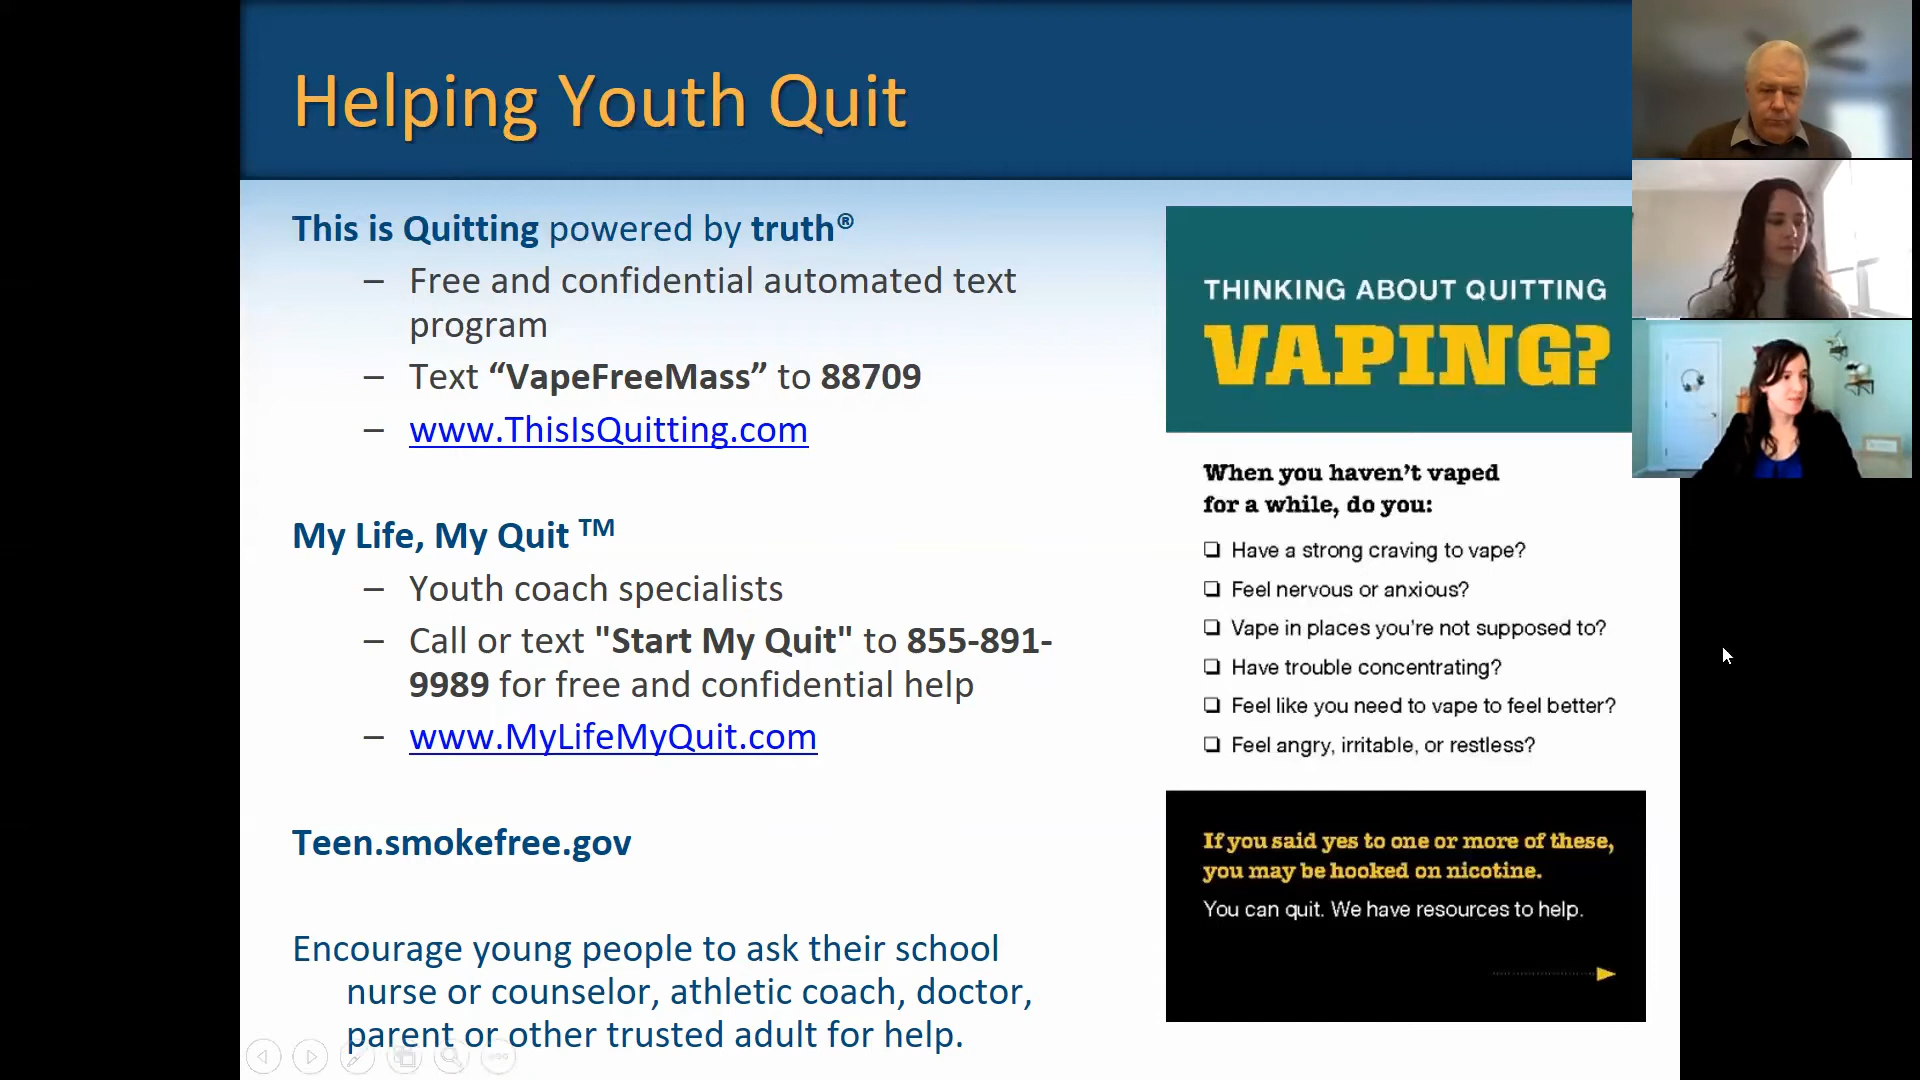 Helping Youth Quit
This is Quitting powered by truth®
– Free and confidential automated text
program
– Text “VapeFreeMass” to 88709
– www.ThisIsQuitting.com
My Life, My Quit TM
– Youth coach specialists
– Call or text "Start My Quit" to 855-891-
9989 for free and confidential help
– www.MyLifeMyQuit.com
Teen.smokefree.gov
Encourage young people to ask their school
nurse or counselor, athletic coach, doctor,
parent or other trusted adult for help.
THINKING ABOUT QUITTING
VAPING?
When you haven’t vaped
for a while, do you:
❏ Have a strong craving to vape?
❏ Feel nervous or anxious?
❏ Vape in places you’re not supposed to?
❏ Have trouble concentrating?
❏ Feel like you need to vape to feel better?
❏ Feel angry, irritable, or restless?
If you said yes to one or more of these,
you may be hooked on nicotine.
You can quit. We have resources to help.